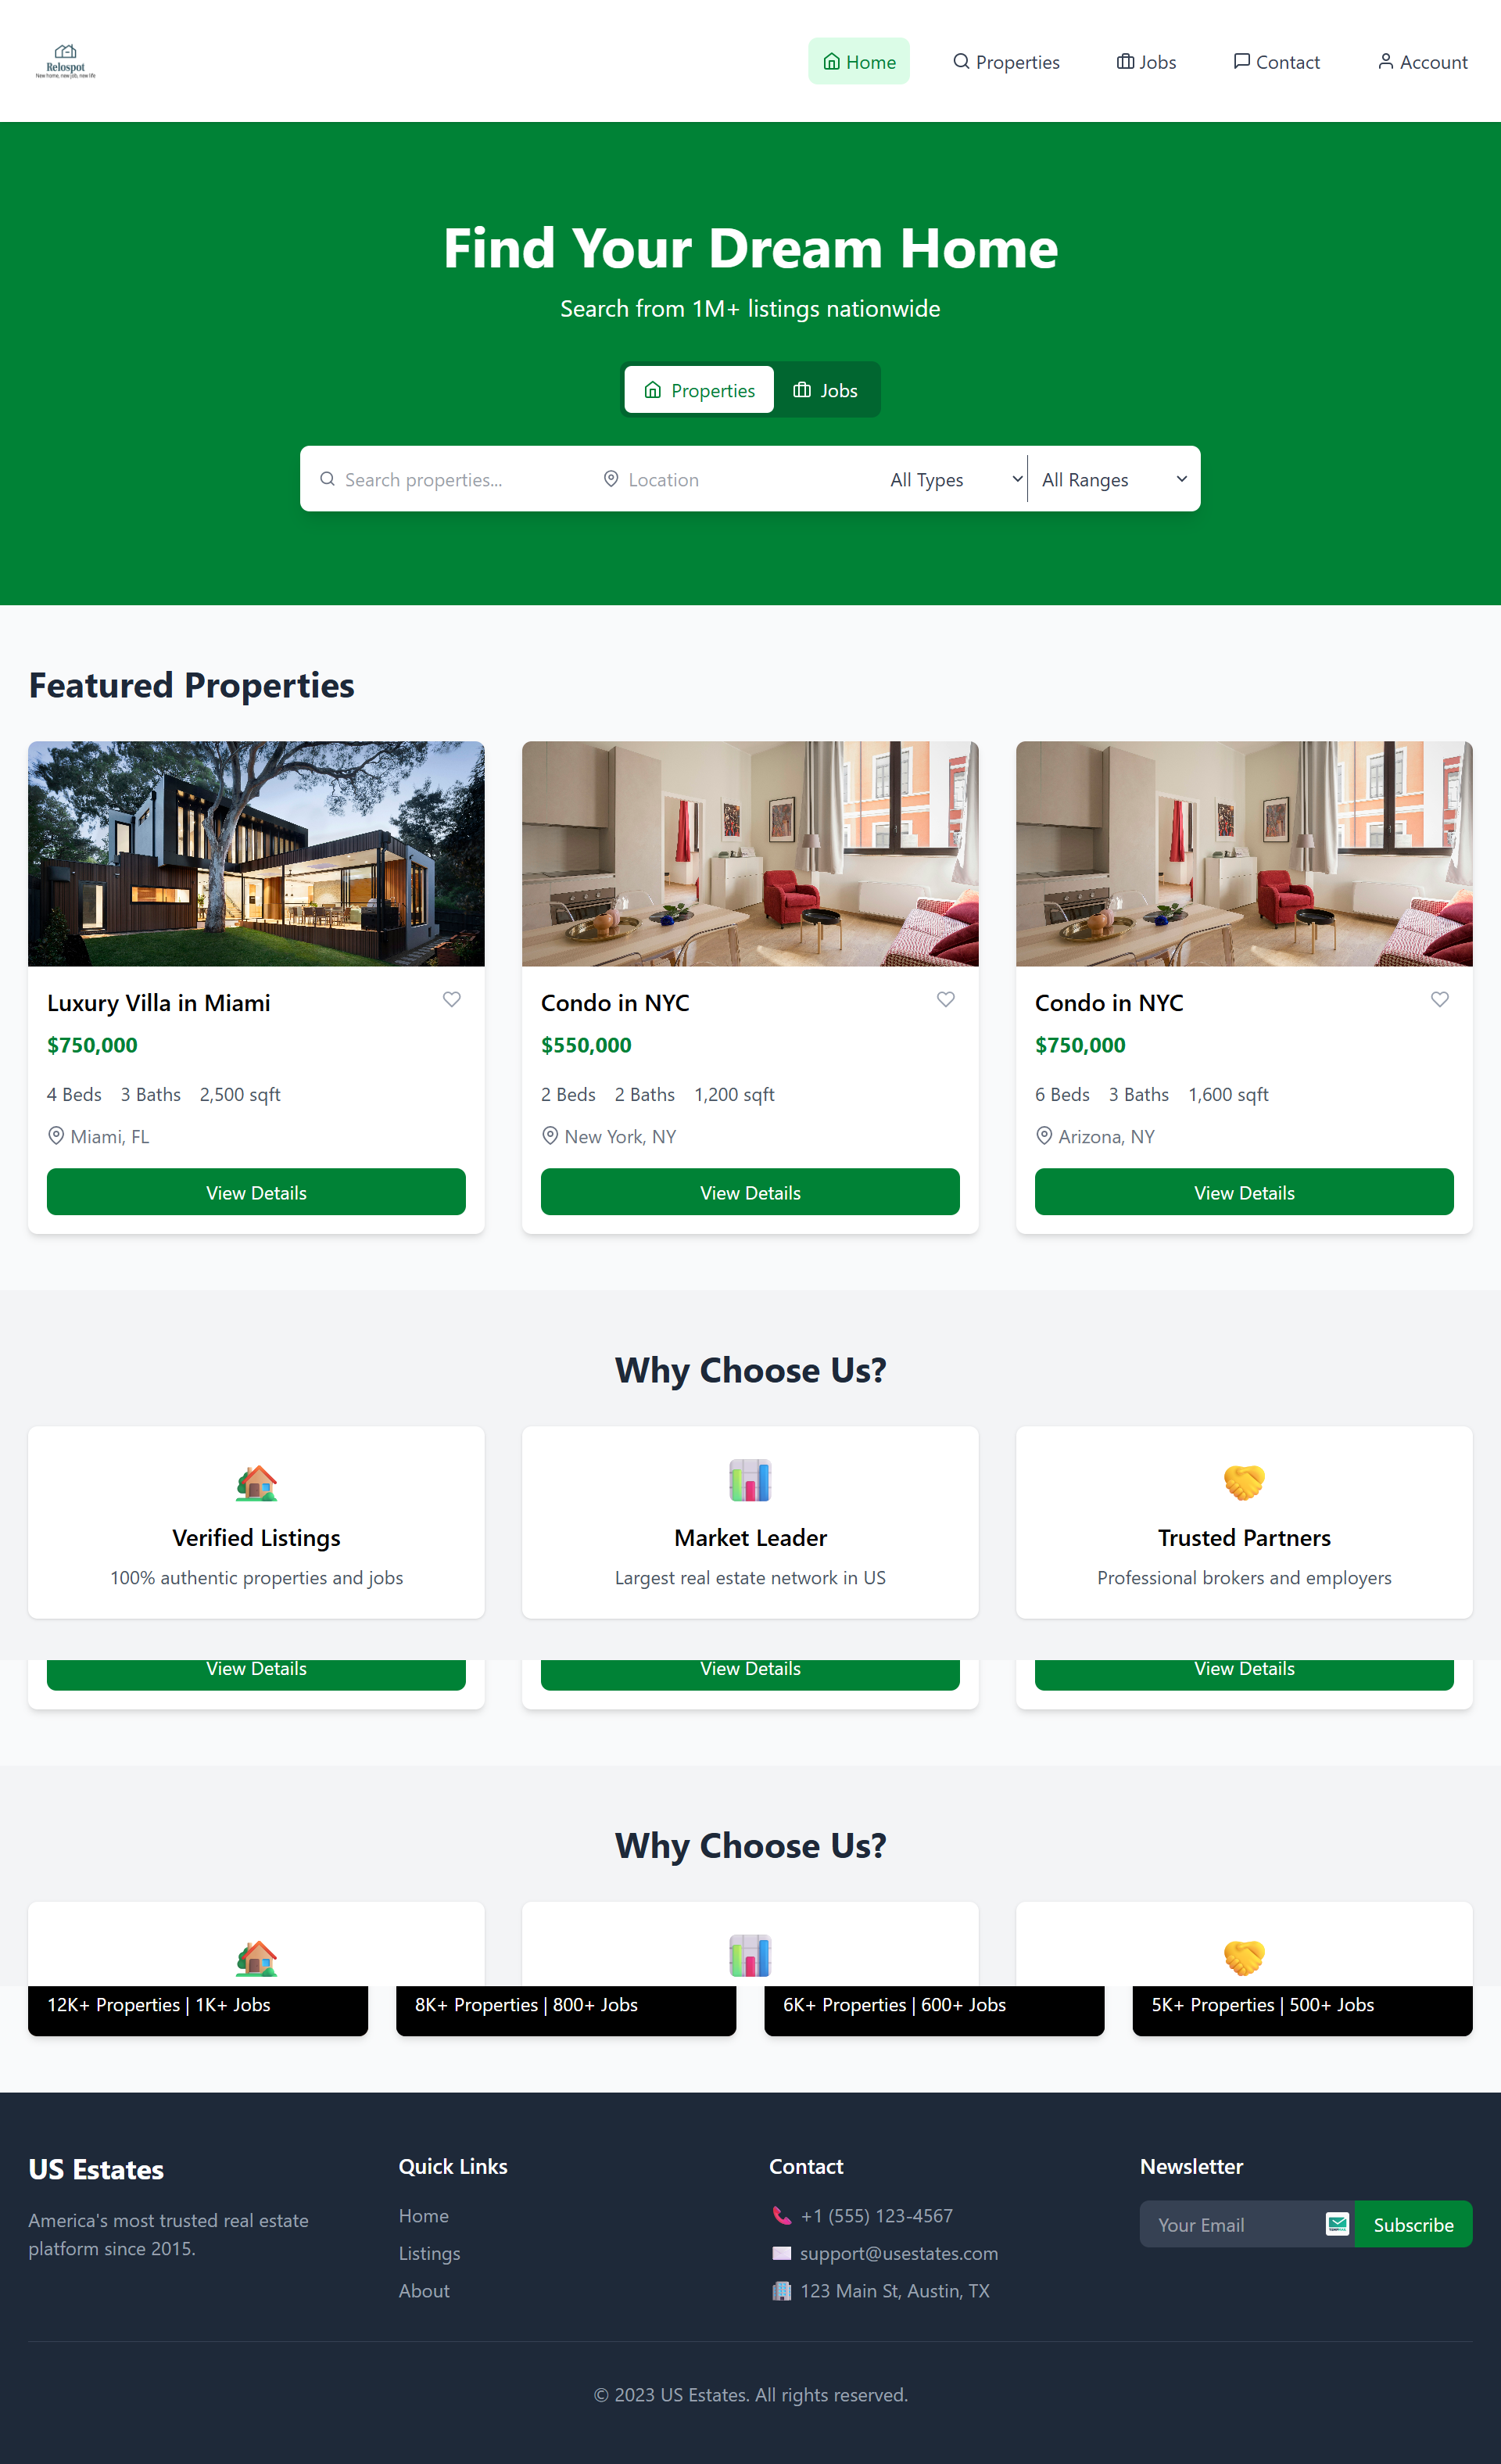 Relospot
New home, new job, new life
Home
Properties
Jobs
Contact
Account
Find Your Dream Home
Search from 1M+ listings nationwide
Properties
Jobs
Search properties...
Location
All Types
All Ranges
Featured Properties
Luxury Villa in Miami
$750,000
4 Beds 3 Baths 2,500 sqft
Miami, FL
View Details
Condo in NYC
$550,000
2 Beds 2 Baths 1,200 sqft
New York, NY
View Details
Condo in NYC
$750,000
6 Beds 3 Baths 1,600 sqft
Arizona, NY
View Details
Why Choose Us?
Verified Listings
100% authentic properties and jobs
Market Leader
Largest real estate network in US
Trusted Partners
Professional brokers and employers
View Details
View Details
View Details
Why Choose Us?
12K+ Properties | 1K+ Jobs
8K+ Properties | 800+ Jobs
6K+ Properties | 600+ Jobs
5K+ Properties | 500+ Jobs
US Estates
America's most trusted real estate
platform since 2015.
Quick Links
Home
Listings
About
Contact
+1 (555) 123-4567
support@usestates.com
123 Main St, Austin, TX
Newsletter
Your Email
Subscribe
© 2023 US Estates. All rights reserved.